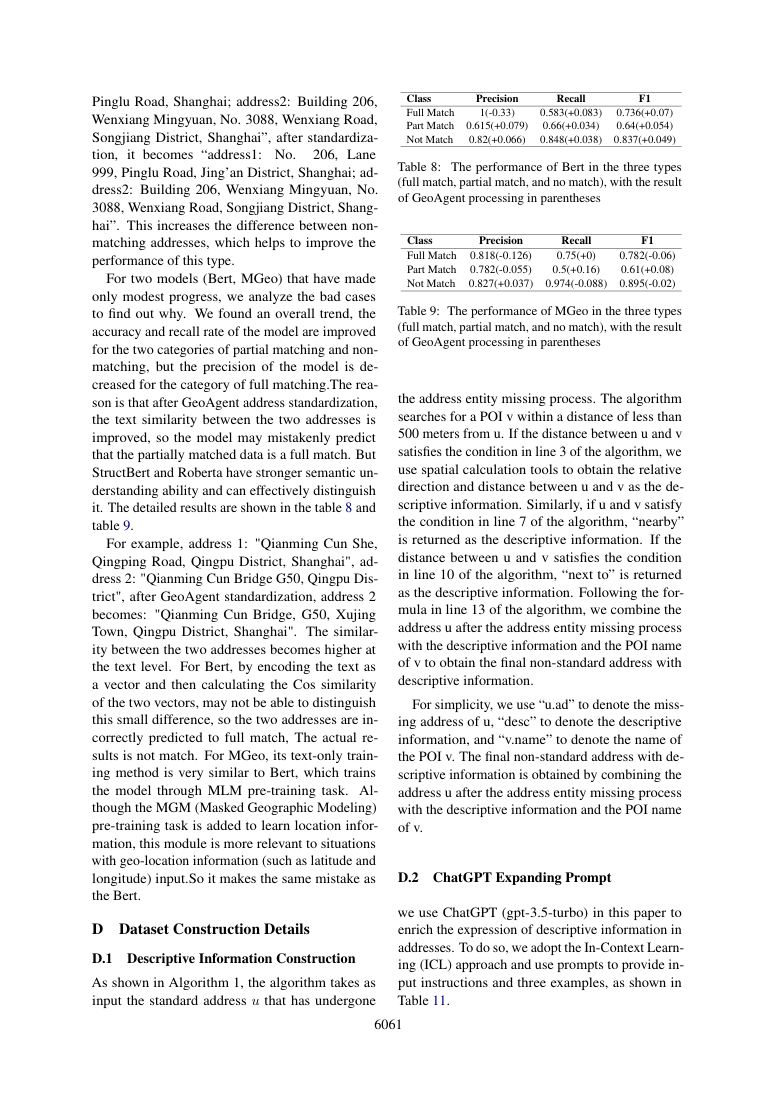 Pinglu Road, Shanghai; address2: Building 206,
Wenxiang Mingyuan, No. 3088, Wenxiang Road,
Songjiang District, Shanghai”, after standardiza-
tion, it becomes “address1: No. 206, Lane
999, Pinglu Road, Jing’an District, Shanghai; ad-
dress2: Building 206, Wenxiang Mingyuan, No.
3088, Wenxiang Road, Songjiang District, Shang-
hai”. This increases the difference between non-
matching addresses, which helps to improve the
performance of this type.
For two models (Bert, MGeo) that have made
only modest progress, we analyze the bad cases
to find out why. We found an overall trend, the
accuracy and recall rate of the model are improved
for the two categories of partial matching and non-
matching, but the precision of the model is de-
creased for the category of full matching.The rea-
son is that after GeoAgent address standardization,
the text similarity between the two addresses is
improved, so the model may mistakenly predict
that the partially matched data is a full match. But
StructBert and Roberta have stronger semantic un-
derstanding ability and can effectively distinguish
it. The detailed results are shown in the table 8 and
table 9.
For example, address 1: "Qianming Cun She,
Qingping Road, Qingpu District, Shanghai", ad-
dress 2: "Qianming Cun Bridge G50, Qingpu Dis-
trict", after GeoAgent standardization, address 2
becomes: "Qianming Cun Bridge, G50, Xujing
Town, Qingpu District, Shanghai". The similar-
ity between the two addresses becomes higher at
the text level. For Bert, by encoding the text as
a vector and then calculating the Cos similarity
of the two vectors, may not be able to distinguish
this small difference, so the two addresses are in-
correctly predicted to full match, The actual re-
sults is not match. For MGeo, its text-only train-
ing method is very similar to Bert, which trains
the model through MLM pre-training task. Al-
though the MGM (Masked Geographic Modeling)
pre-training task is added to learn location infor-
mation, this module is more relevant to situations
with geo-location information (such as latitude and
longitude) input.So it makes the same mistake as
the Bert.
D Dataset Construction Details
D.1 Descriptive Information Construction
As shown in Algorithm 1, the algorithm takes as
input the standard address u that has undergone
Class Precision Recall F1
Full Match 1(-0.33) 0.583(+0.083) 0.736(+0.07)
Part Match 0.615(+0.079) 0.66(+0.034) 0.64(+0.054)
Not Match 0.82(+0.066) 0.848(+0.038) 0.837(+0.049)
Table 8: The performance of Bert in the three types
(full match, partial match, and no match), with the result
of GeoAgent processing in parentheses
Class Precision Recall F1
Full Match 0.818(-0.126) 0.75(+0) 0.782(-0.06)
Part Match 0.782(-0.055) 0.5(+0.16) 0.61(+0.08)
Not Match 0.827(+0.037) 0.974(-0.088) 0.895(-0.02)
Table 9: The performance of MGeo in the three types
(full match, partial match, and no match), with the result
of GeoAgent processing in parentheses
the address entity missing process. The algorithm
searches for a POI v within a distance of less than
500 meters from u. If the distance between u and v
satisfies the condition in line 3 of the algorithm, we
use spatial calculation tools to obtain the relative
direction and distance between u and v as the de-
scriptive information. Similarly, if u and v satisfy
the condition in line 7 of the algorithm, “nearby”
is returned as the descriptive information. If the
distance between u and v satisfies the condition
in line 10 of the algorithm, “next to” is returned
as the descriptive information. Following the for-
mula in line 13 of the algorithm, we combine the
address u after the address entity missing process
with the descriptive information and the POI name
of v to obtain the final non-standard address with
descriptive information.
For simplicity, we use “u.ad” to denote the miss-
ing address of u, “desc” to denote the descriptive
information, and “v.name” to denote the name of
the POI v. The final non-standard address with de-
scriptive information is obtained by combining the
address u after the address entity missing process
with the descriptive information and the POI name
of v.
D.2 ChatGPT Expanding Prompt
we use ChatGPT (gpt-3.5-turbo) in this paper to
enrich the expression of descriptive information in
addresses. To do so, we adopt the In-Context Learn-
ing (ICL) approach and use prompts to provide in-
put instructions and three examples, as shown in
Table 11.
6061